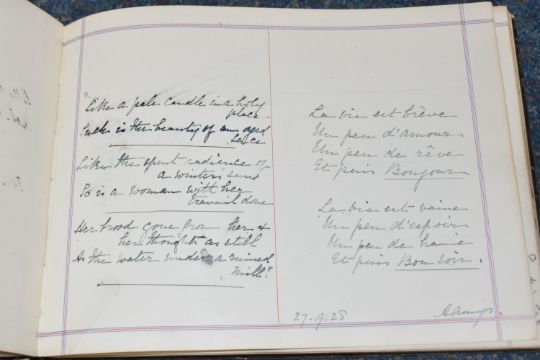 Like a pale candle in a holy
place
Such is the beauty of an aged
face
Like the spent radiance of
a winter's sun
So is a woman with her
travail done
Her brood gone from her &
her thoughts as still
As the water under a ruined
mill"
La vie est brève
Un peu d'amour
Un peu de rêve
Et puis Bonjour
La vie est vaine
Un peu d'espoir
Un peu de haine
Et puis Bonsoir.
27-9-28